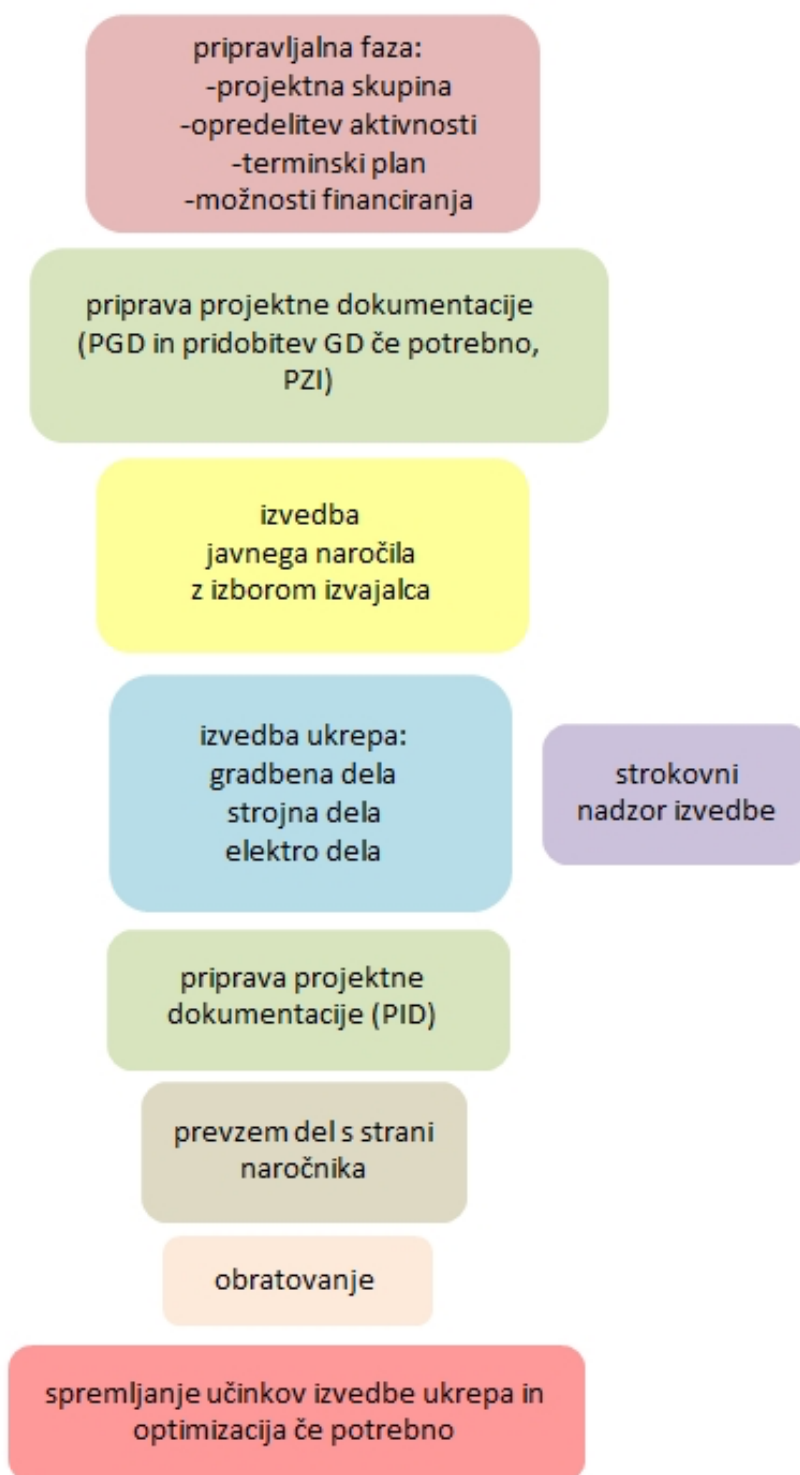 pripravljalna faza:
-projektna skupina
-opredelitev aktivnosti
-terminski plan
-možnosti financiranja
priprava projektne dokumentacije
(PGD in pridobitev GD če potrebno,
PZI)
izvedba
javnega naročila
z izborom izvajalca
izvedba ukrepa:
gradbena dela
strojna dela
elektro dela
strokovni
nadzor izvedbe
priprava projektne
dokumentacije (PID)
prevzem del s strani
naročnika
obratovanje
spremljanje učinkov izvedbe ukrepa in
optimizacija če potrebno